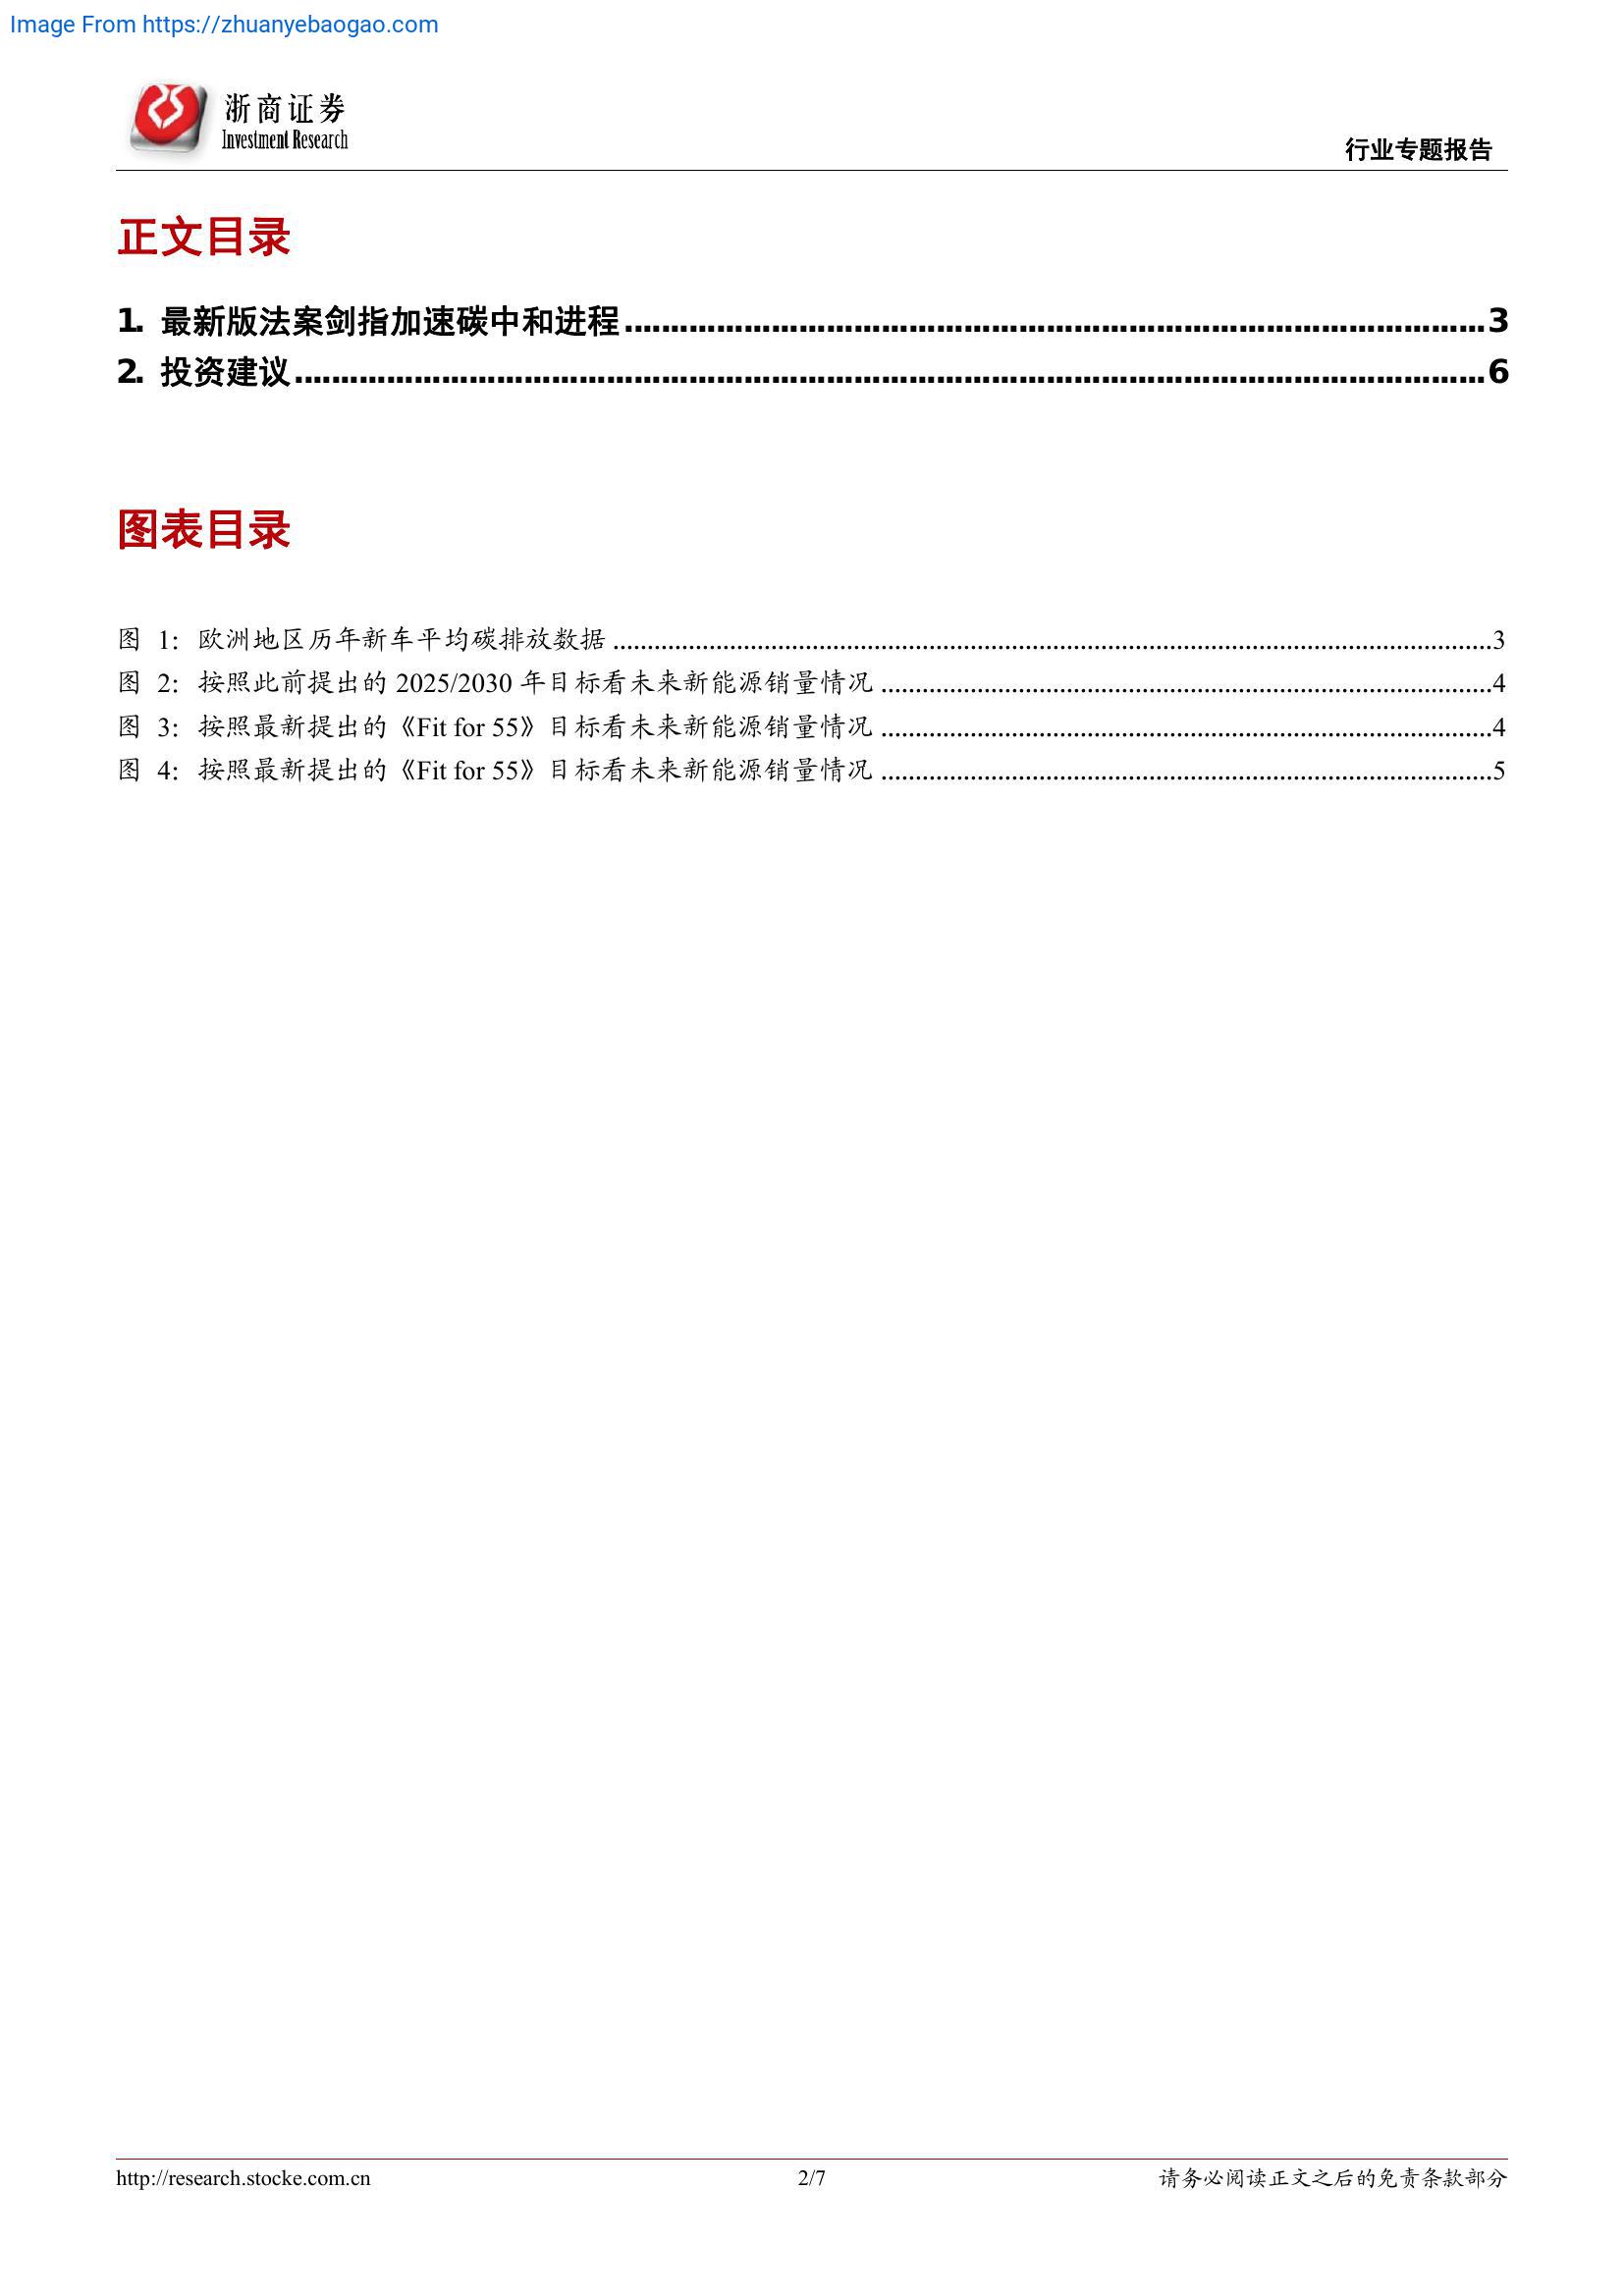 Image From https://zhuanyebaogao.com
浙商证券
Investment Research
行业专题报告
正文目录
1. 最新版法案剑指加速碳中和进程................................................................................................3
2. 投资建议....................................................................................................................................6
图表目录
图 1：欧洲地区历年新车平均碳排放数据................................................................................................3
图 2：按照此前提出的 2025/2030 年目标看未来新能源销量情况................................................................4
图 3：按照最新提出的《Fit for 55》目标看未来新能源销量情况................................................................4
图 4：按照最新提出的《Fit for 55》目标看未来新能源销量情况................................................................5
http://research.stocke.com.cn 2/7 请务必阅读正文之后的免责条款部分